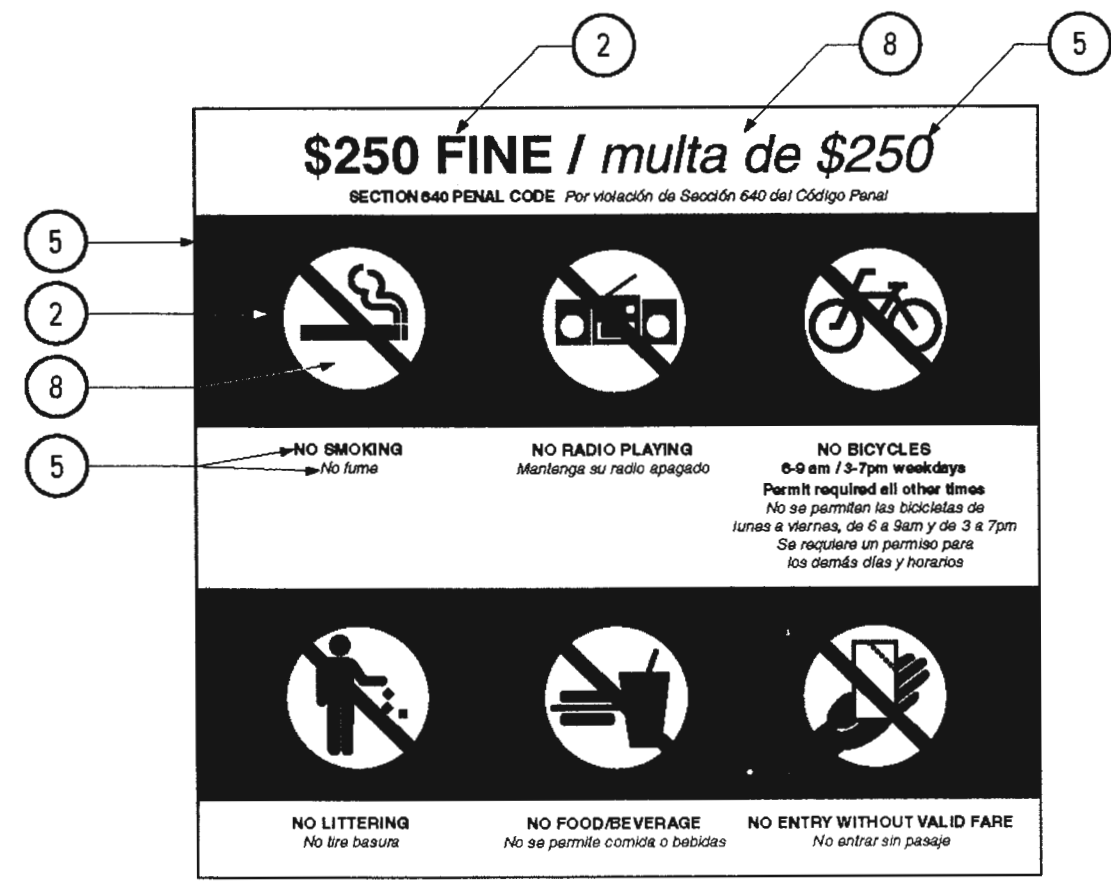 2
8
5
$250 FINE / multa de $250
SECTION 640 PENAL CODE Por violación de Sección 640 del Código Penal
5
2
8
5
NO SMOKING
No fume
NO RADIO PLAYING
Mantenga su radio apagado
NO BICYCLES
6-9 am / 3-7pm weekdays
Permit required all other times
No se permiten las bicicletas de
lunes a viernes, de 6 a 9am y de 3 a 7pm
Se requiere un permiso para
los demás días y horarios
NO LITTERING
No tire basura
NO FOOD/BEVERAGE
No se permite comida o bebidas
NO ENTRY WITHOUT VALID FARE
No entrar sin pasaje